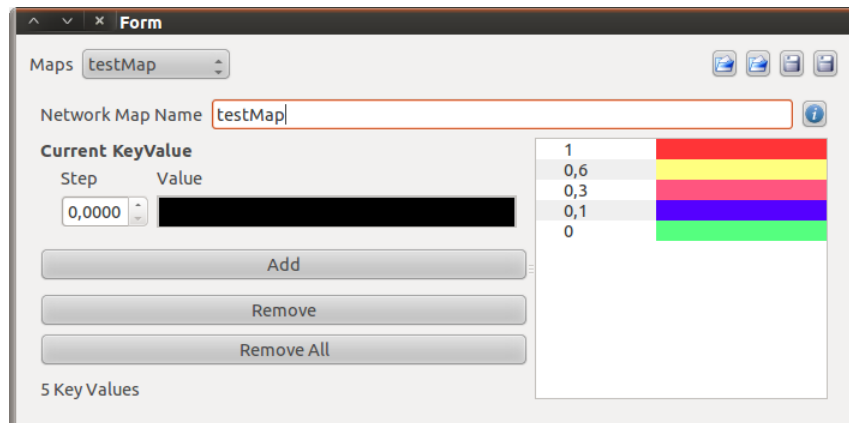 Form
Maps testMap
Network Map Name testMap
Current KeyValue
Step Value
0,0000
Add
Remove
Remove All
5 Key Values
1
0,6
0,3
0,1
0